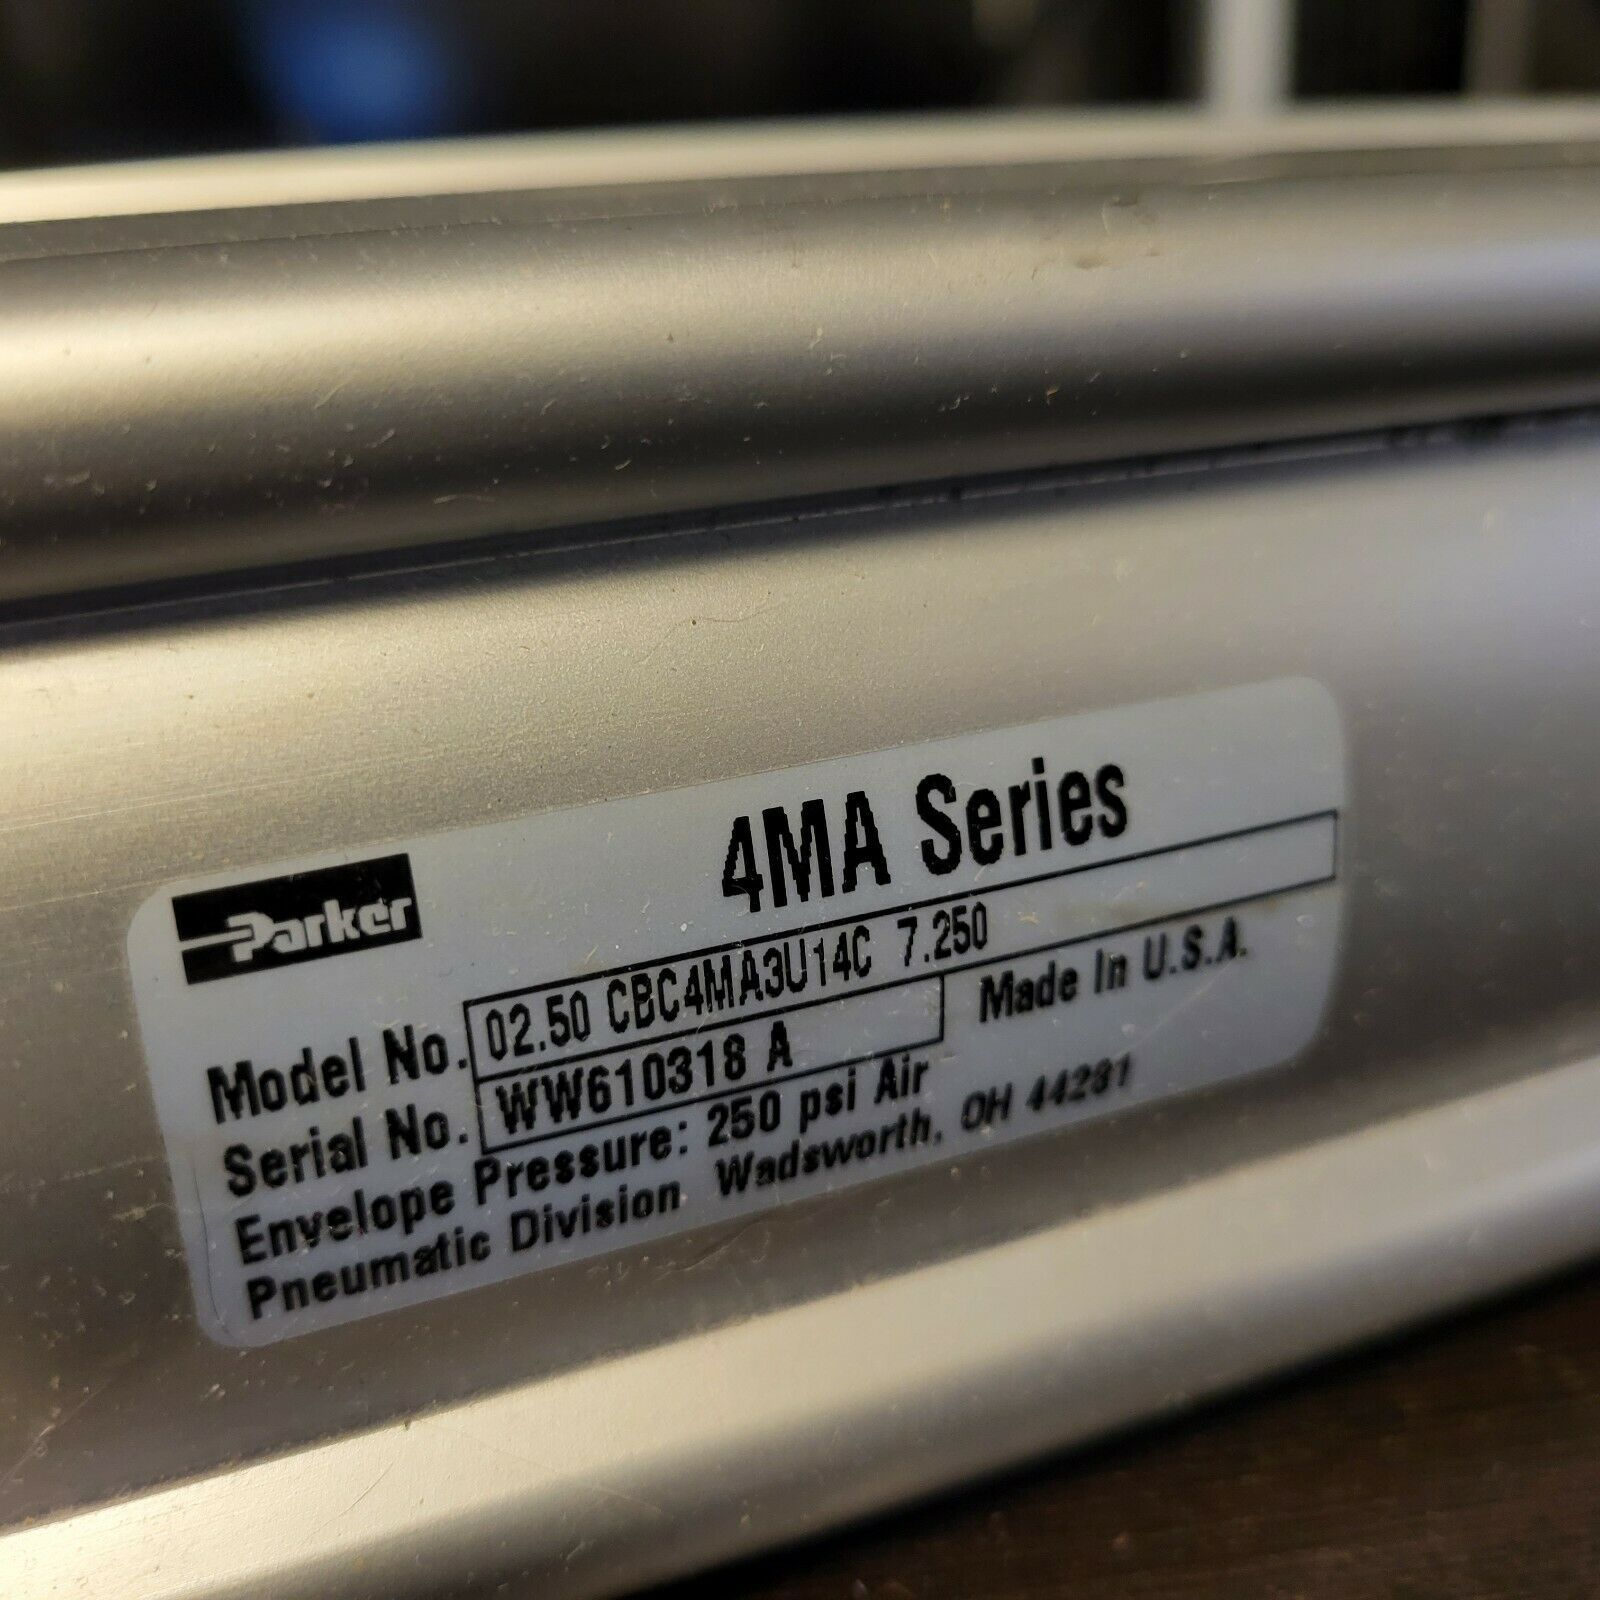 4MA Series
Parker
Model No. 02.50 CBC4MA3U14C 7.250
Serial No. WW610318 A Made In U.S.A.
Envelope Pressure: 250 psi Air
Pneumatic Division Wadsworth, OH 44281